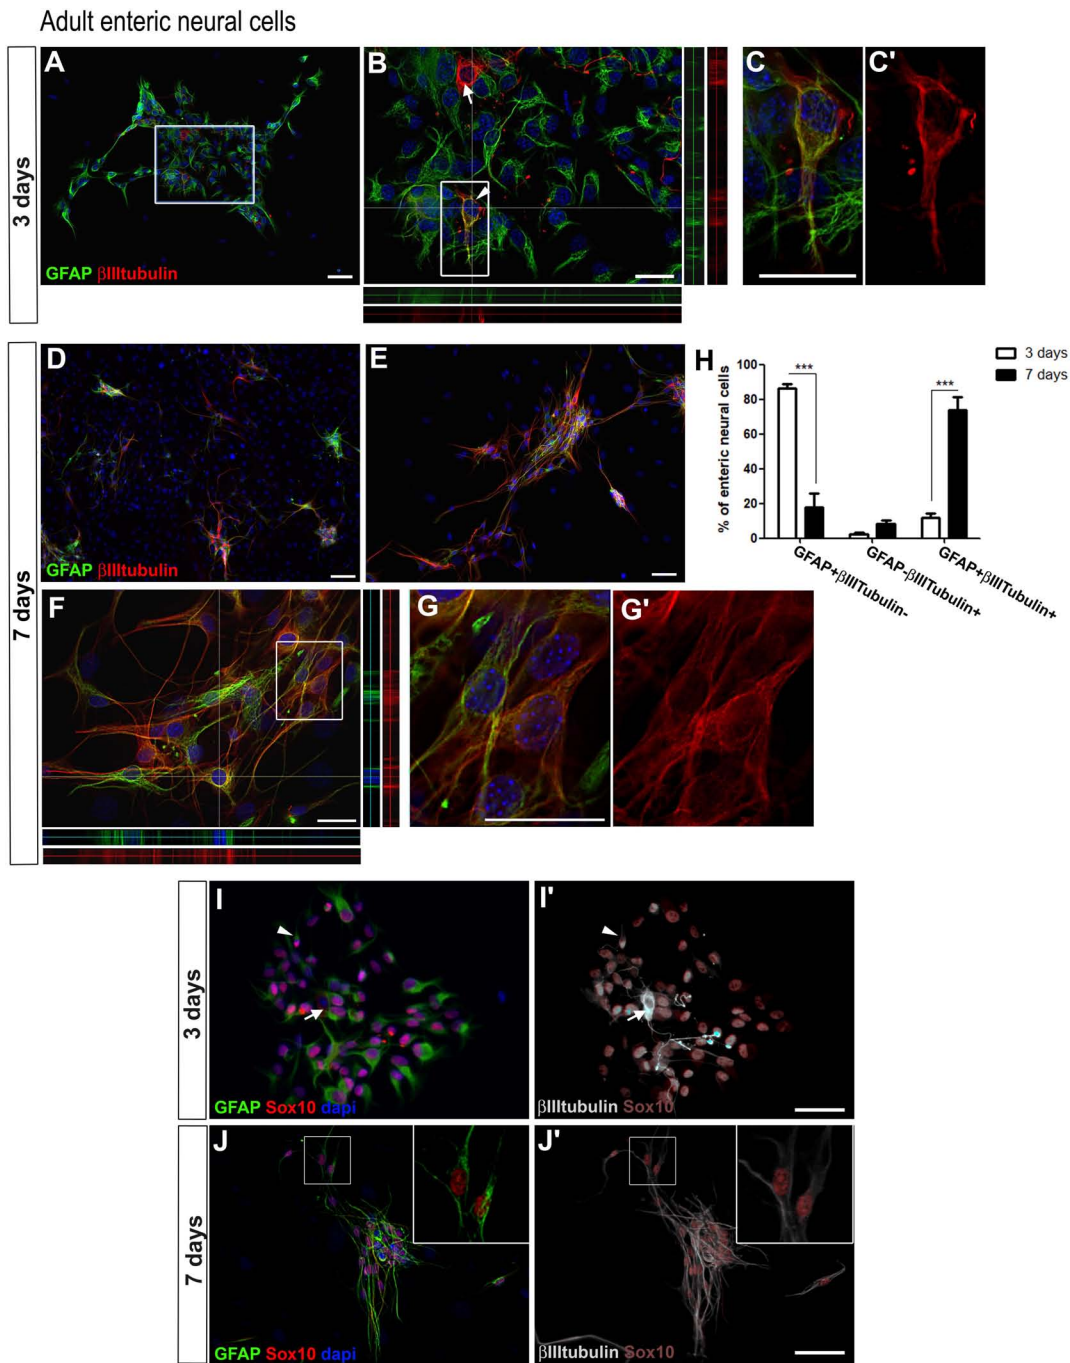 Adult enteric neural cells
3 days
A
GFAP βIIItubulin
B
C
C'
7 days
D
GFAP βIIItubulin
E
F
G
G'
H
3 days
7 days
% of enteric neural cells
100
80
60
40
20
0
***
***
GFAP+βIIITubulin-
GFAP-βIIITubulin+
GFAP+βIIITubulin+
3 days
I
GFAP Sox10 dapi
I'
βIIItubulin Sox10
7 days
J
GFAP Sox10 dapi
J'
βIIItubulin Sox10